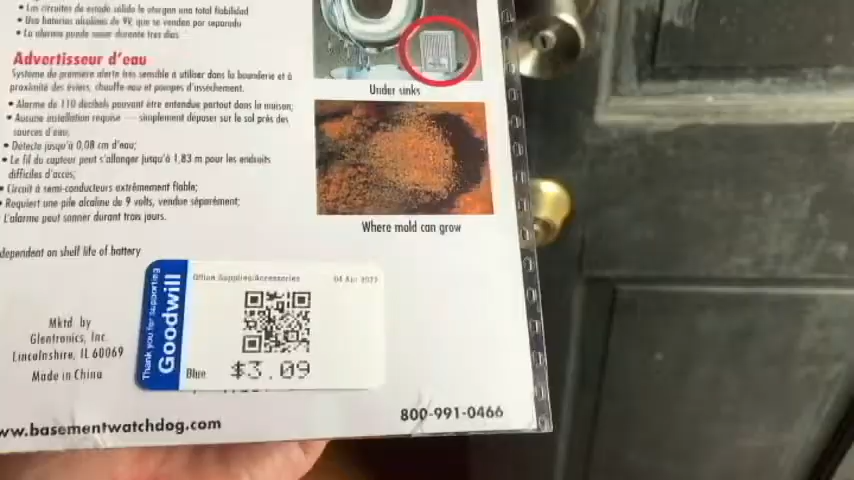 • Los circuitos de estado sólido le otorgan una total fiabilidad
• Usa baterías alcalinas de 9V, que se venden por separado
• La alarma puede sonar durante tres días
Advertisseur d'eau
Système de première alerte très sensible à utiliser dans la bounderie et à
proximité des éviers, chauffe-eau et pompes d'assèchement.
• Alarme de 110 décibels pouvant être entendue partout dans la maison;
• Aucune installation requise — simplement déposer sur le sol près des
sources d'eau;
• Détecte jusqu'à 0,08 cm d'eau;
• Le fil du capteur peut s'allonger jusqu'à 1,83 m pour les endroits
difficiles d'accès;
• Circuit à semi-conducteurs extrêmement fiable;
• Requiert une pile alcaline de 9 volts, vendue séparément;
L'alarme peut sonner durant trois jours.
dependent on shelf life of battery
Under sinks
Where mold can grow
Mktd by
Glentronics, Inc.
Lincolnshire, IL 60069
Made in China
Thank you for supporting
Goodwill
Office Supplies/Accessories
04 Apr 2023
Blue
$3.09
www.basementwatchdog.com
800-991-0466